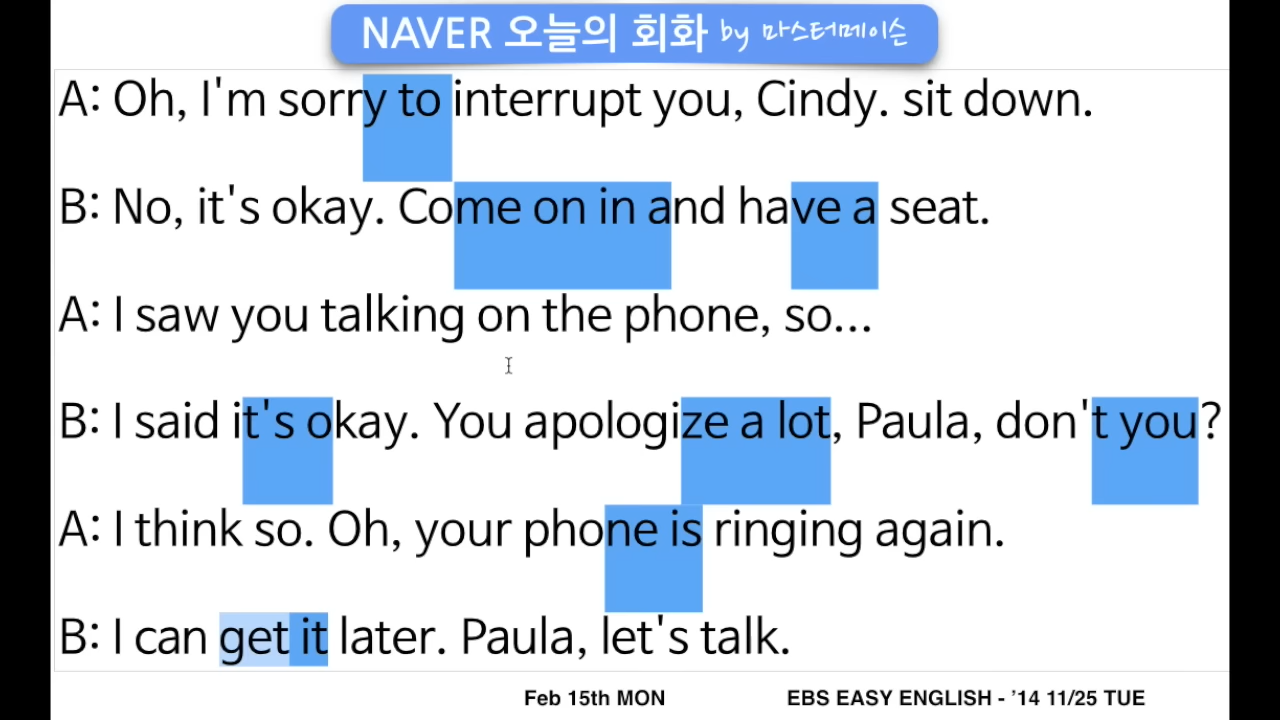 NAVER 오늘의 회화 by 마스터메이슨
A: Oh, I'm sorry to interrupt you, Cindy. sit down.
B: No, it's okay. Come on in and have a seat.
A: I saw you talking on the phone, so...
B: I said it's okay. You apologize a lot, Paula, don't you?
A: I think so. Oh, your phone is ringing again.
B: I can get it later. Paula, let's talk.
Feb 15th MON EBS EASY ENGLISH - ’14 11/25 TUE